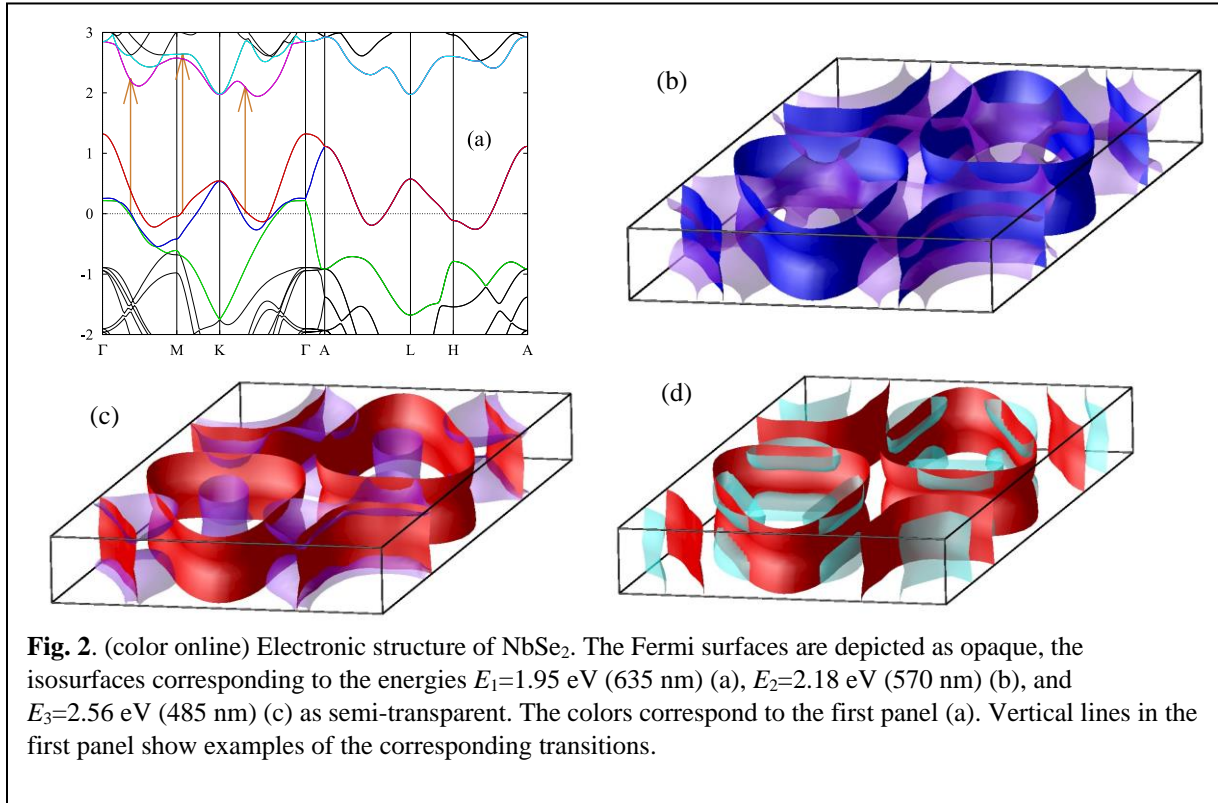 3
2
1
0
-1
-2
Γ M K Γ A L H A
(a)
(b)
(c)
(d)
Fig. 2. (color online) Electronic structure of NbSe₂. The Fermi surfaces are depicted as opaque, the
isosurfaces corresponding to the energies E₁=1.95 eV (635 nm) (a), E₂=2.18 eV (570 nm) (b), and
E₃=2.56 eV (485 nm) (c) as semi-transparent. The colors correspond to the first panel (a). Vertical lines in the
first panel show examples of the corresponding transitions.